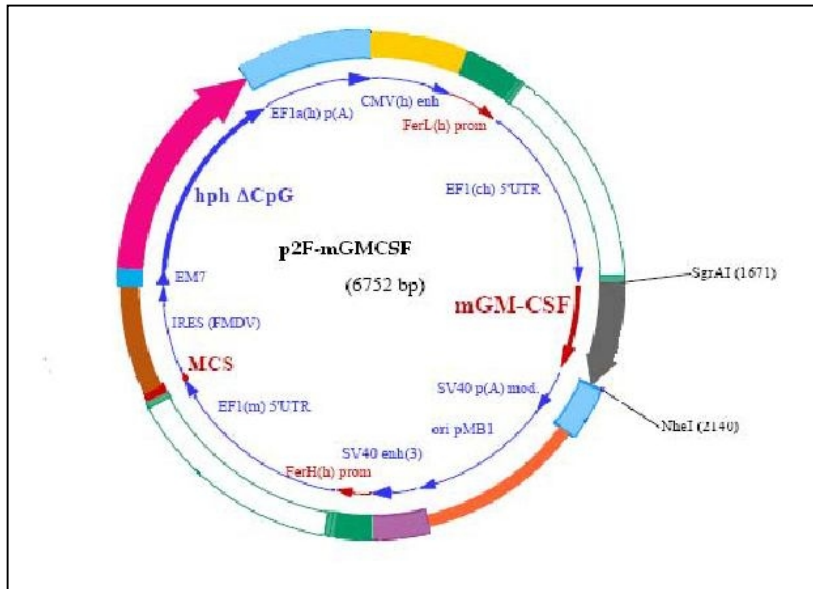 EF1a(h) p(A)
CMV(h) enh
FerL(h) prom
EF1(ch) 5'UTR
hph ΔCpG
p2F-mGMCSF
(6752 bp)
SgrAI (1671)
EM7
mGM-CSF
IRES (FMDV)
MCS
SV40 p(A) mod.
EF1(m) 5'UTR
ori pMB1
NheI (2140)
SV40 enh(3)
FerH(h) prom